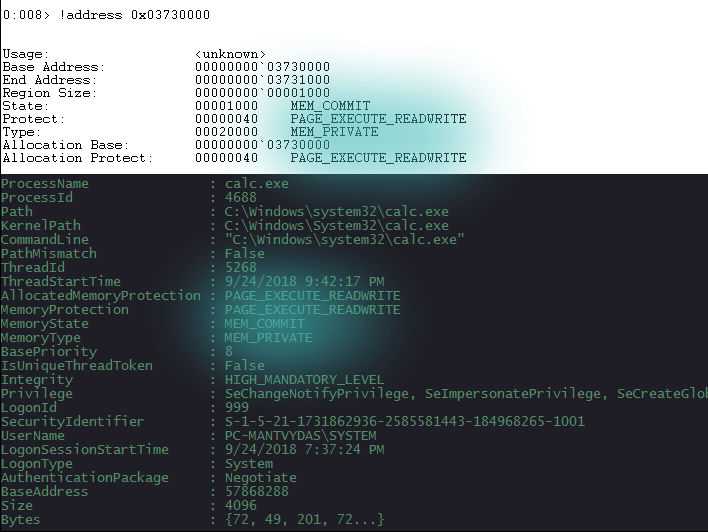 0:008> !address 0x03730000
Usage: <unknown>
Base Address: 00000000`03730000
End Address: 00000000`03731000
Region Size: 00000000`00001000
State: 00001000 MEM_COMMIT
Protect: 00000040 PAGE_EXECUTE_READWRITE
Type: 00020000 MEM_PRIVATE
Allocation Base: 00000000`03730000
Allocation Protect: 00000040 PAGE_EXECUTE_READWRITE
ProcessName : calc.exe
ProcessId : 4688
Path : C:\Windows\system32\calc.exe
KernelPath : C:\Windows\System32\calc.exe
CommandLine : "C:\Windows\system32\calc.exe"
PathMismatch : False
ThreadId : 5268
ThreadStartTime : 9/24/2018 9:42:17 PM
AllocatedMemoryProtection : PAGE_EXECUTE_READWRITE
MemoryProtection : PAGE_EXECUTE_READWRITE
MemoryState : MEM_COMMIT
MemoryType : MEM_PRIVATE
BasePriority : 8
IsUniqueThreadToken : False
Integrity : HIGH_MANDATORY_LEVEL
Privilege : SeChangeNotifyPrivilege, SeImpersonatePrivilege, SeCreateGlob
LogonId : 999
SecurityIdentifier : S-1-5-21-1731862936-2585581443-184968265-1001
UserName : PC-MANTVYDAS\SYSTEM
LogonSessionStartTime : 9/24/2018 7:37:24 PM
LogonType : System
AuthenticationPackage : Negotiate
BaseAddress : 57868288
Size : 4096
Bytes : {72, 49, 201, 72...}